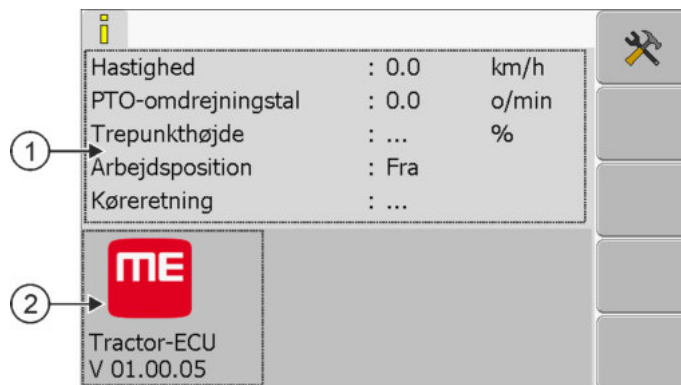 i
Hastighed : 0.0 km/h
PTO-omdrejningstal : 0.0 o/min
Trepunkthøjde : ... %
Arbejdsposition : Fra
Køreretning : ...
1
ME
2
Tractor-ECU
V 01.00.05